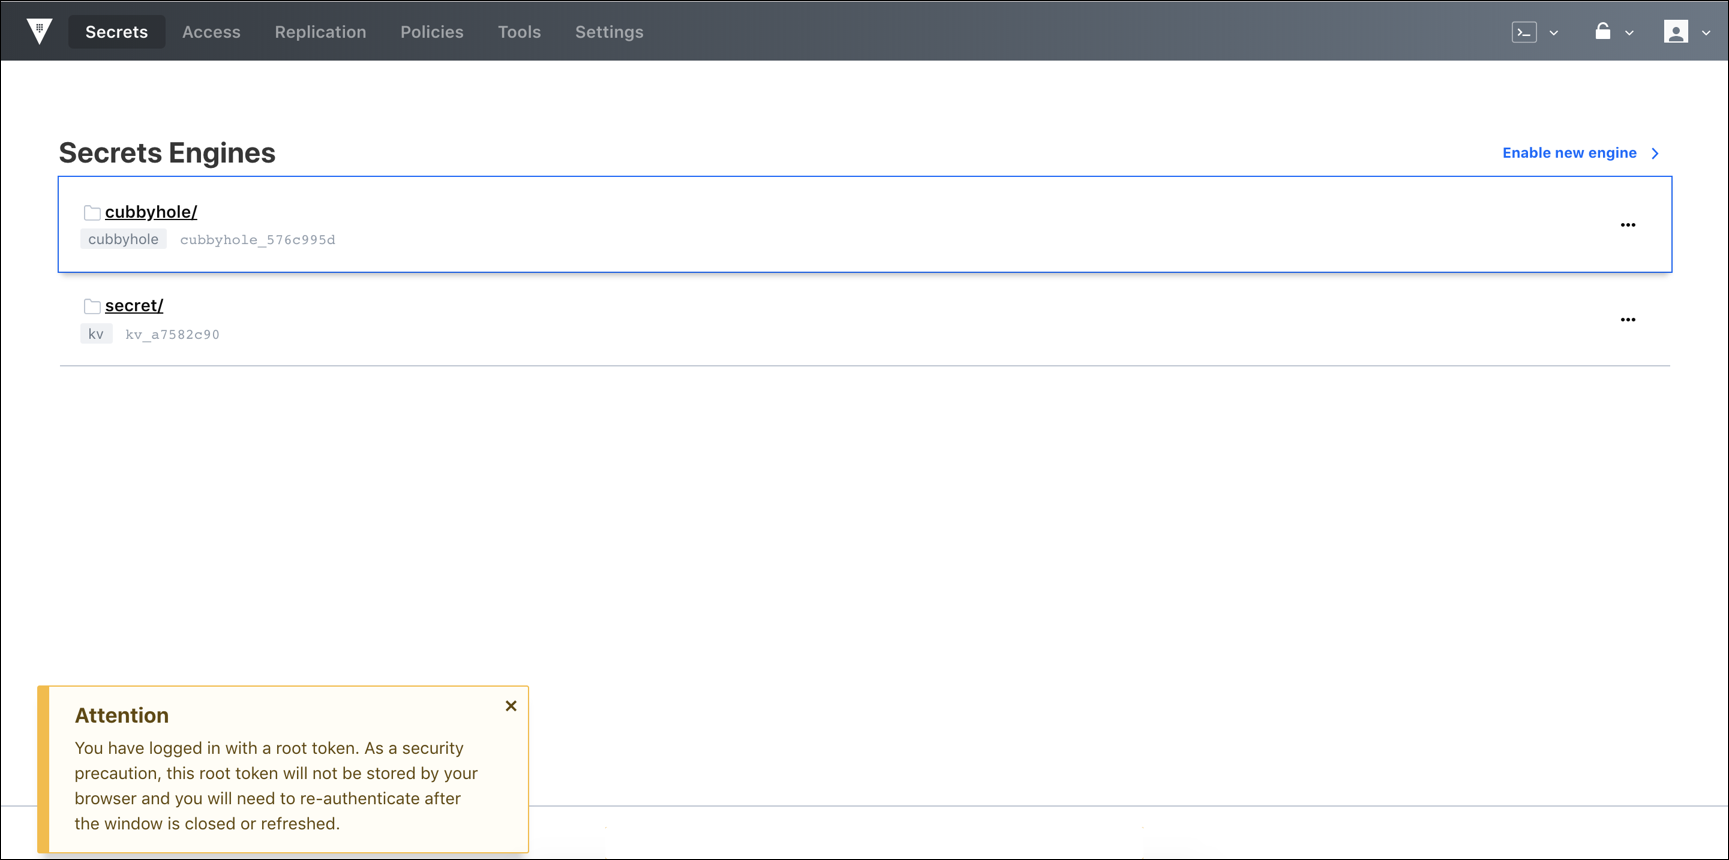 Secrets Access Replication Policies Tools Settings
Secrets Engines
Enable new engine
cubbyhole/
cubbyhole cubbyhole_576c995d
secret/
kv kv_a7582c90
Attention
You have logged in with a root token. As a security
precaution, this root token will not be stored by your
browser and you will need to re-authenticate after
the window is closed or refreshed.